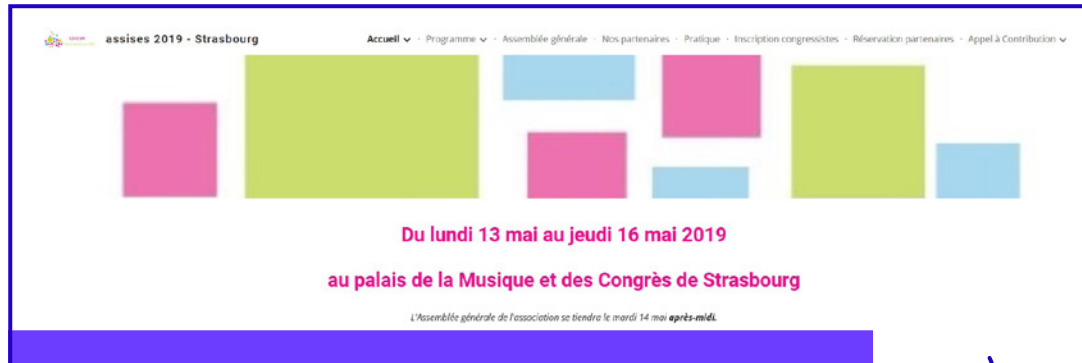 assises 2019 - Strasbourg
Accueil - Programme - Assemblée générale - Nos partenaires - Pratique - Inscription congressistes - Réservation partenaires - Appel à Contribution
Du lundi 13 mai au jeudi 16 mai 2019
au palais de la Musique et des Congrès de Strasbourg
L'Assemblée générale de l'association se tiendra le mardi 14 mai après-midi.